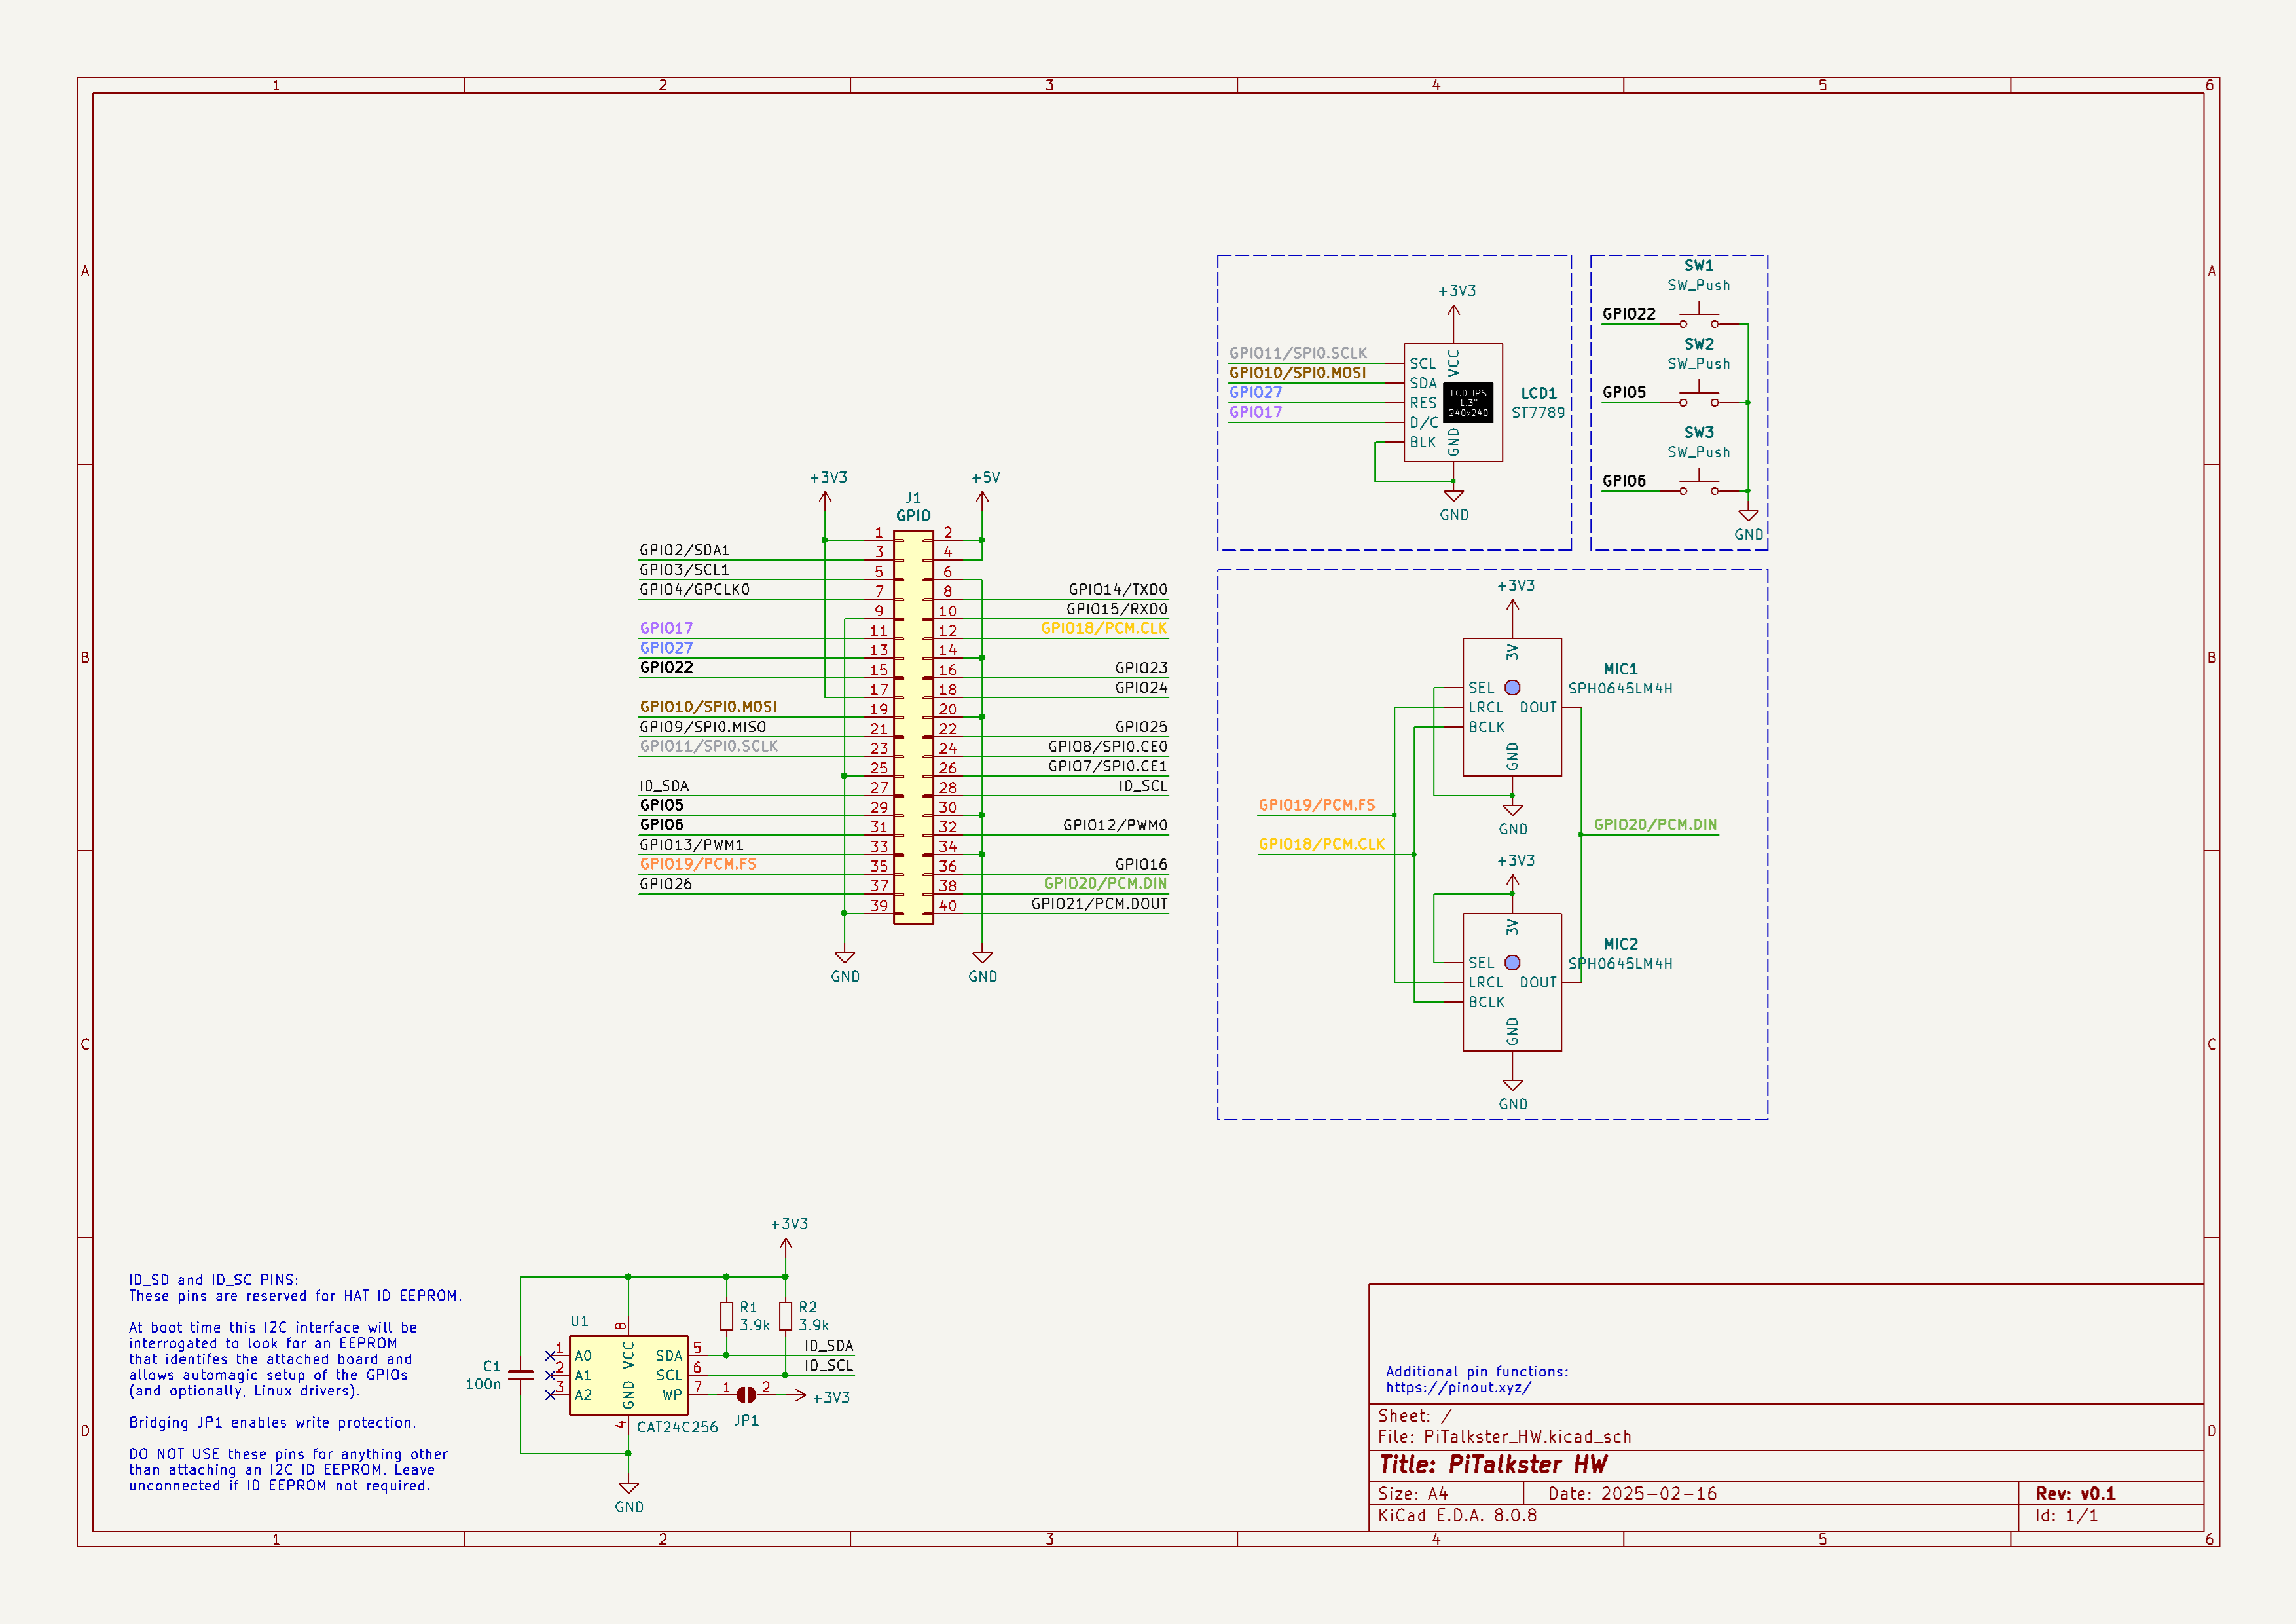 1 2 3 4 5 6
A A
B B
C C
D D
+3V3
SCL
SDA
RES
D/C
BLK
VCC
GND
LCD IPS
1.3"
240x240
GPIO11/SPI0.SCLK
GPIO10/SPI0.MOSI
GPIO27
GPIO17
LCD1
ST7789
GND
SW1
SW_Push
GPIO22
SW2
SW_Push
GPIO5
SW3
SW_Push
GPIO6
GND
+3V3
+5V
J1
GPIO
1 2
GPIO2/SDA1 3 4
GPIO3/SCL1 5 6
GPIO4/GPCLK0 7 8 GPIO14/TXD0
9 10 GPIO15/RXD0
GPIO17 11 12 GPIO18/PCM.CLK
GPIO27 13 14
GPIO22 15 16 GPIO23
17 18 GPIO24
GPIO10/SPI0.MOSI 19 20
GPIO9/SPI0.MISO 21 22 GPIO25
GPIO11/SPI0.SCLK 23 24 GPIO8/SPI0.CE0
25 26 GPIO7/SPI0.CE1
ID_SDA 27 28 ID_SCL
GPIO5 29 30
GPIO6 31 32 GPIO12/PWM0
GPIO13/PWM1 33 34
GPIO19/PCM.FS 35 36 GPIO16
GPIO26 37 38 GPIO20/PCM.DIN
39 40 GPIO21/PCM.DOUT
GND GND
+3V3
3V
SEL
LRCL DOUT
BCLK
GND
MIC1
SPH0645LM4H
GND
GPIO19/PCM.FS
GPIO18/PCM.CLK
GPIO20/PCM.DIN
+3V3
3V
SEL
LRCL DOUT
BCLK
GND
MIC2
SPH0645LM4H
GND
ID_SD and ID_SC PINS:
These pins are reserved for HAT ID EEPROM.
At boot time this I2C interface will be
interrogated to look for an EEPROM
that identifes the attached board and
allows automagic setup of the GPIOs
(and optionally, Linux drivers).
Bridging JP1 enables write protection.
DO NOT USE these pins for anything other
than attaching an I2C ID EEPROM. Leave
unconnected if ID EEPROM not required.
+3V3
C1
100n
U1
8
VCC
1 A0 SDA 5
2 A1 SCL 6
3 A2 WP 7
GND
4
CAT24C256
R1
3.9k
R2
3.9k
ID_SDA
ID_SCL
1 2
JP1
+3V3
GND
Additional pin functions:
https://pinout.xyz/
Sheet: /
File: PiTalkster_HW.kicad_sch
Title: PiTalkster HW
Size: A4 Date: 2025-02-16 Rev: v0.1
KiCad E.D.A. 8.0.8 Id: 1/1
1 2 3 4 5 6